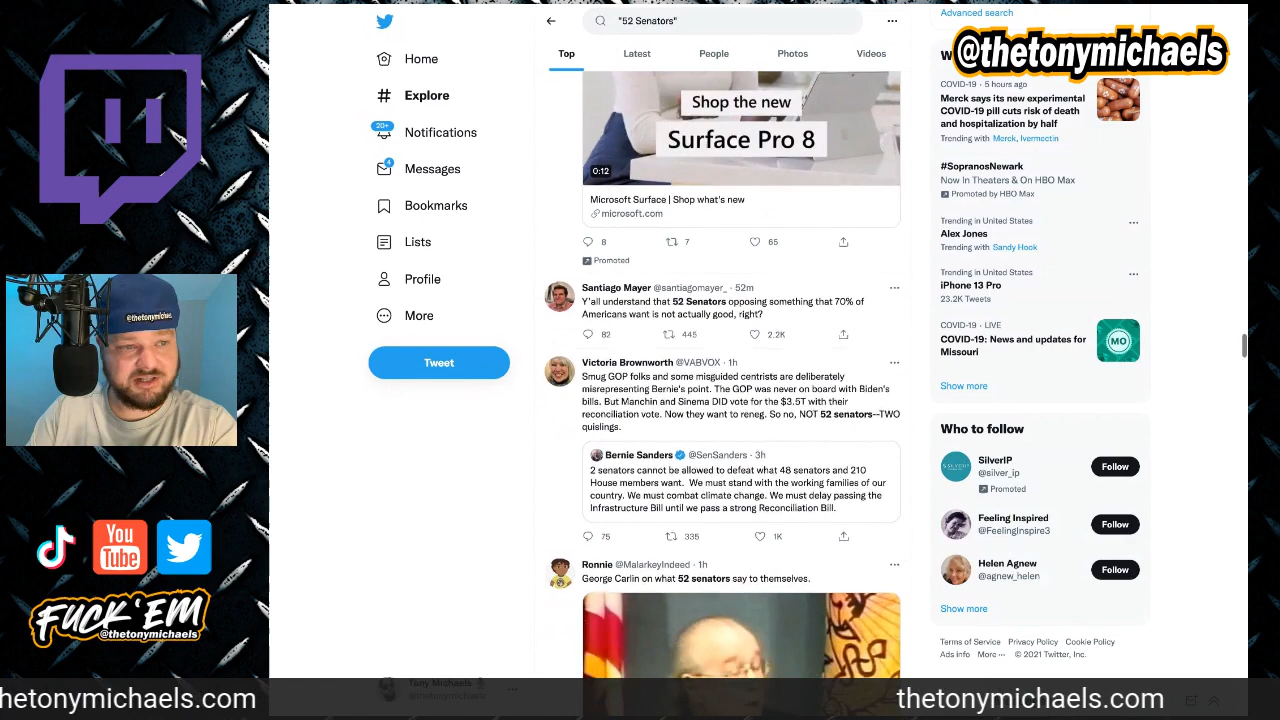 "52 Senators"
Top
Latest
People
Photos
Videos
Home
Explore
20+
Notifications
4
Messages
Bookmarks
Lists
Profile
More
Tweet
@thetonymichaels
YouTube
FUCK 'EM
@thetonymichaels
Shop the new
Surface Pro 8
0:12
Microsoft Surface | Shop what's new
microsoft.com
8 7 65
Promoted
Santiago Mayer @santiagomayer_ · 52m
Y'all understand that 52 Senators opposing something that 70% of
Americans want is not actually good, right?
82 445 2.2K
Victoria Brownworth @VABVOX · 1h
Smug GOP folks and some misguided centrists are deliberately
misrepresenting Bernie's point. The GOP was never on board with Biden's
bills. But Manchin and Sinema DID vote for the $3.5T with their
reconciliation vote. Now they want to reneg. So no, NOT 52 senators--TWO
quislings.
Bernie Sanders @SenSanders · 3h
2 senators cannot be allowed to defeat what 48 senators and 210
House members want. We must stand with the working families of our
country. We must combat climate change. We must delay passing the
Infrastructure Bill until we pass a strong Reconciliation Bill.
75 335 1K
Ronnie @MalarkeyIndeed · 1h
George Carlin on what 52 senators say to themselves.
Advanced search
@thetonymichaels
W
COVID-19 · 5 hours ago
Merck says its new experimental
COVID-19 pill cuts risk of death
and hospitalization by half
Trending with Merck, Ivermectin
#SopranosNewark
Now In Theaters & On HBO Max
Promoted by HBO Max
Trending in United States
Alex Jones
Trending with Sandy Hook
Trending in United States
iPhone 13 Pro
23.2K Tweets
COVID-19 · LIVE
COVID-19: News and updates for
Missouri
MO
Show more
Who to follow
SilverIP
@silver_ip
Promoted
Follow
Feeling Inspired
@FeelingInspire3
Follow
Helen Agnew
@agnew_helen
Follow
Show more
Terms of Service Privacy Policy Cookie Policy
Ads info More ··· © 2021 Twitter, Inc.
Tony Michaels
@thetonymichaels
hetonymichaels.com
thetonymichaels.com